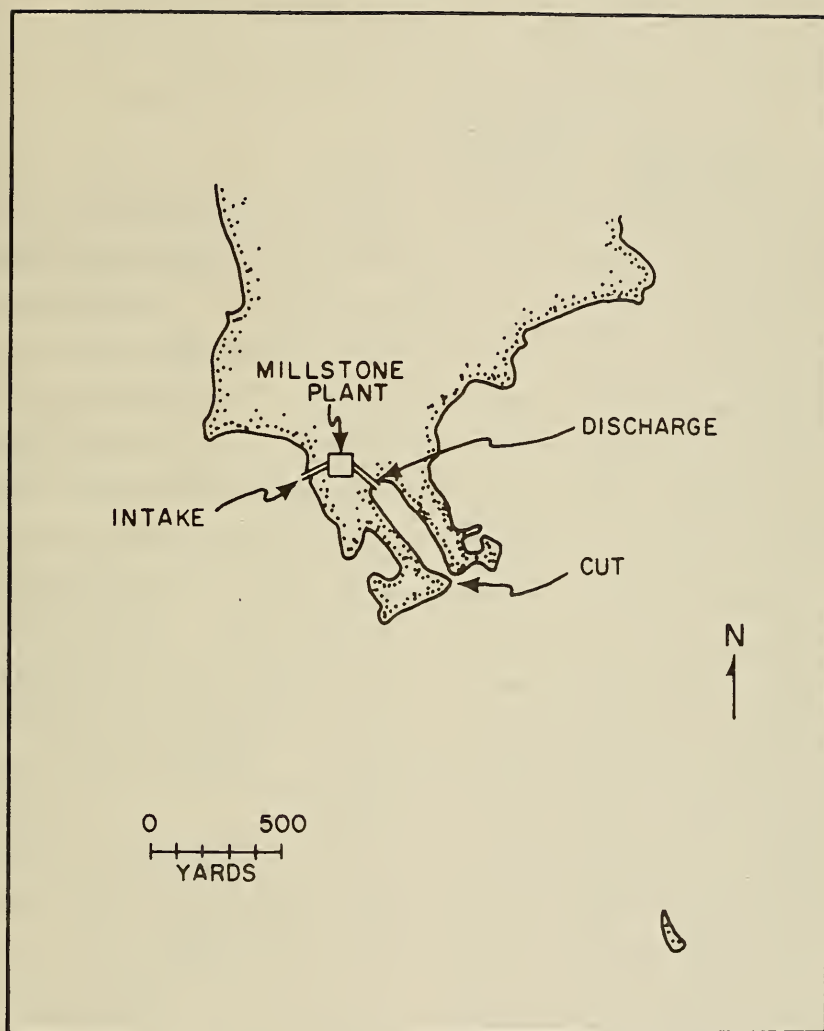 MILLSTONE
PLANT
DISCHARGE
INTAKE
CUT
N
0 500
YARDS